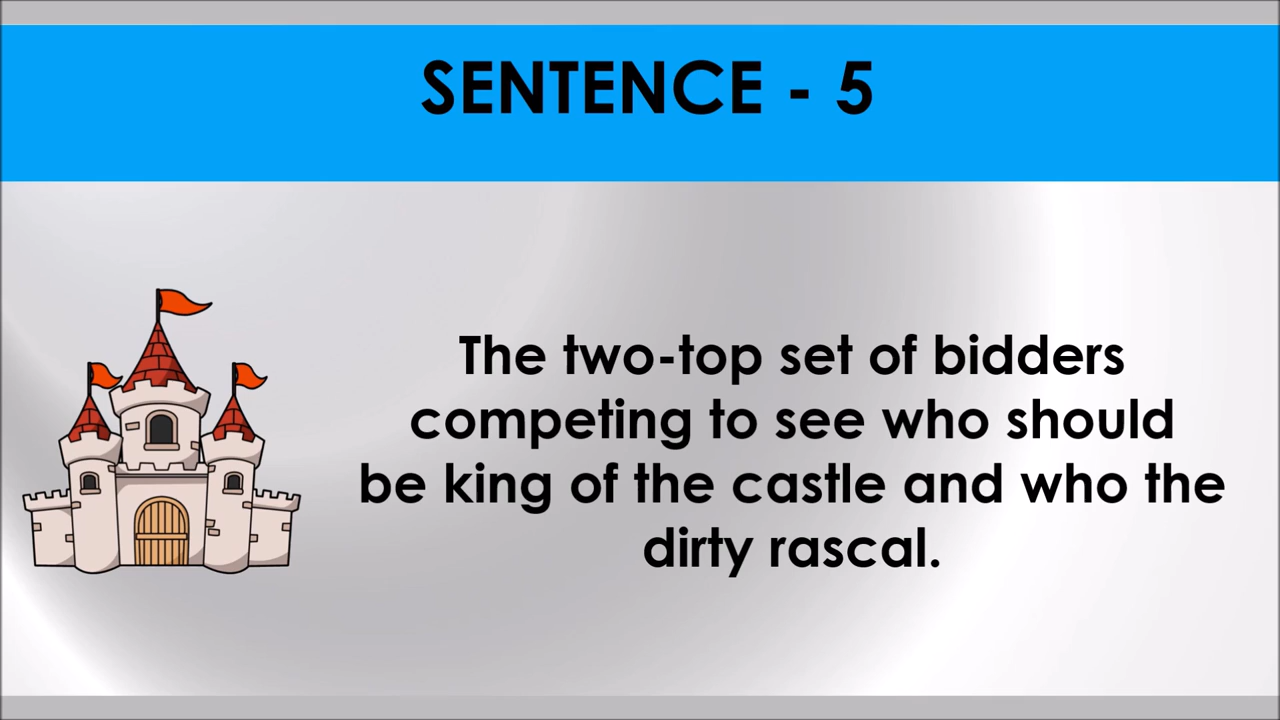 SENTENCE - 5
The two-top set of bidders
competing to see who should
be king of the castle and who the
dirty rascal.